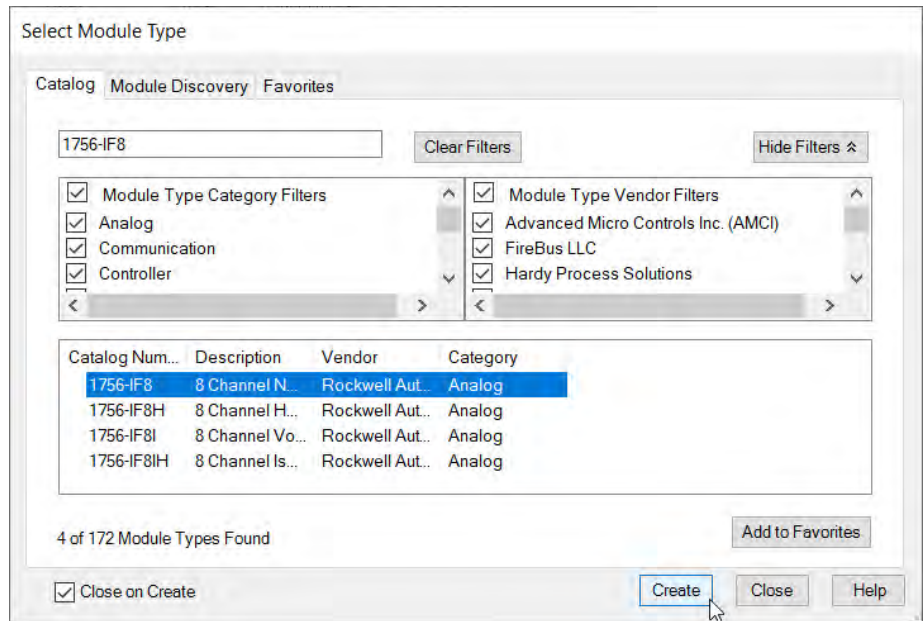 Select Module Type
Catalog Module Discovery Favorites
1756-IF8 Clear Filters Hide Filters
Module Type Category Filters
Analog
Communication
Controller
Module Type Vendor Filters
Advanced Micro Controls Inc. (AMCI)
FireBus LLC
Hardy Process Solutions
Catalog Num... Description Vendor Category
1756-IF8 8 Channel N... Rockwell Aut... Analog
1756-IF8H 8 Channel H... Rockwell Aut... Analog
1756-IF8I 8 Channel Vo... Rockwell Aut... Analog
1756-IF8IH 8 Channel Is... Rockwell Aut... Analog
4 of 172 Module Types Found Add to Favorites
Close on Create Create Close Help